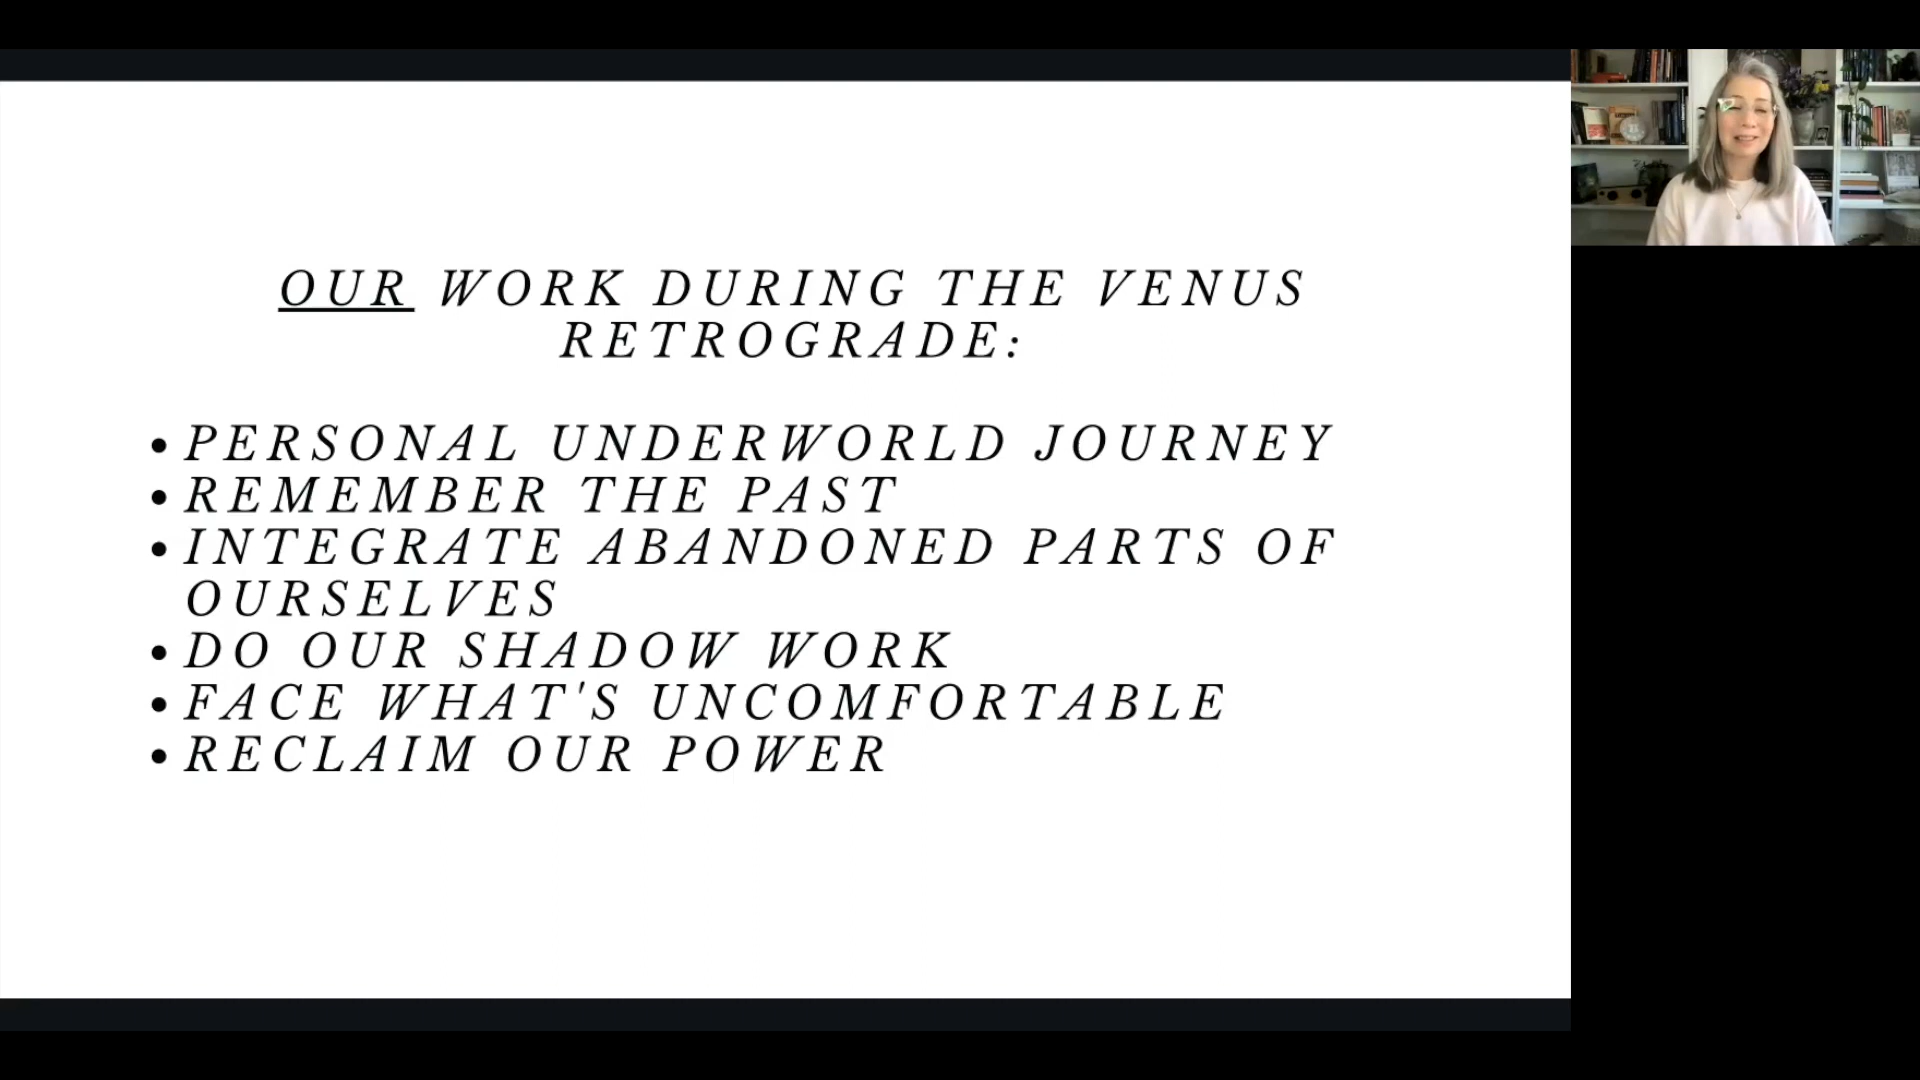 OUR WORK DURING THE VENUS
RETROGRADE:
• PERSONAL UNDERWORLD JOURNEY
• REMEMBER THE PAST
• INTEGRATE ABANDONED PARTS OF
OURSELVES
• DO OUR SHADOW WORK
• FACE WHAT'S UNCOMFORTABLE
• RECLAIM OUR POWER